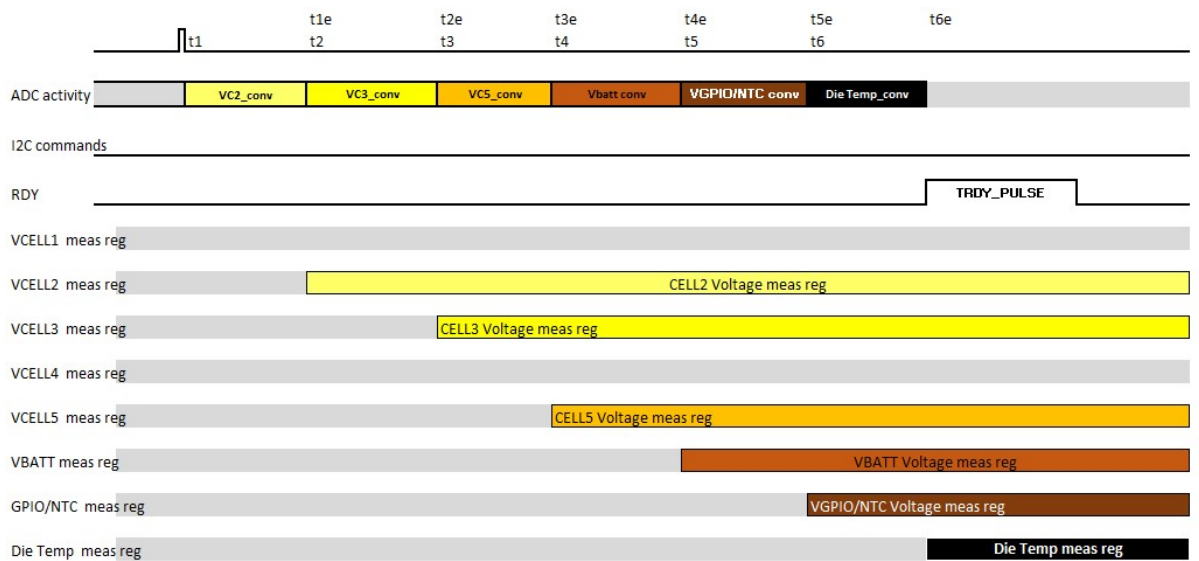 t1e t2e t3e t4e t5e t6e
t1 t2 t3 t4 t5 t6
ADC activity VC2_conv VC3_conv VC5_conv Vbatt conv VGPIO/NTC conv Die Temp_conv
I2C commands
RDY TRDY_PULSE
VCELL1 meas reg
VCELL2 meas reg CELL2 Voltage meas reg
VCELL3 meas reg CELL3 Voltage meas reg
VCELL4 meas reg
VCELL5 meas reg CELL5 Voltage meas reg
VBATT meas reg VBATT Voltage meas reg
GPIO/NTC meas reg VGPIO/NTC Voltage meas reg
Die Temp meas reg Die Temp meas reg